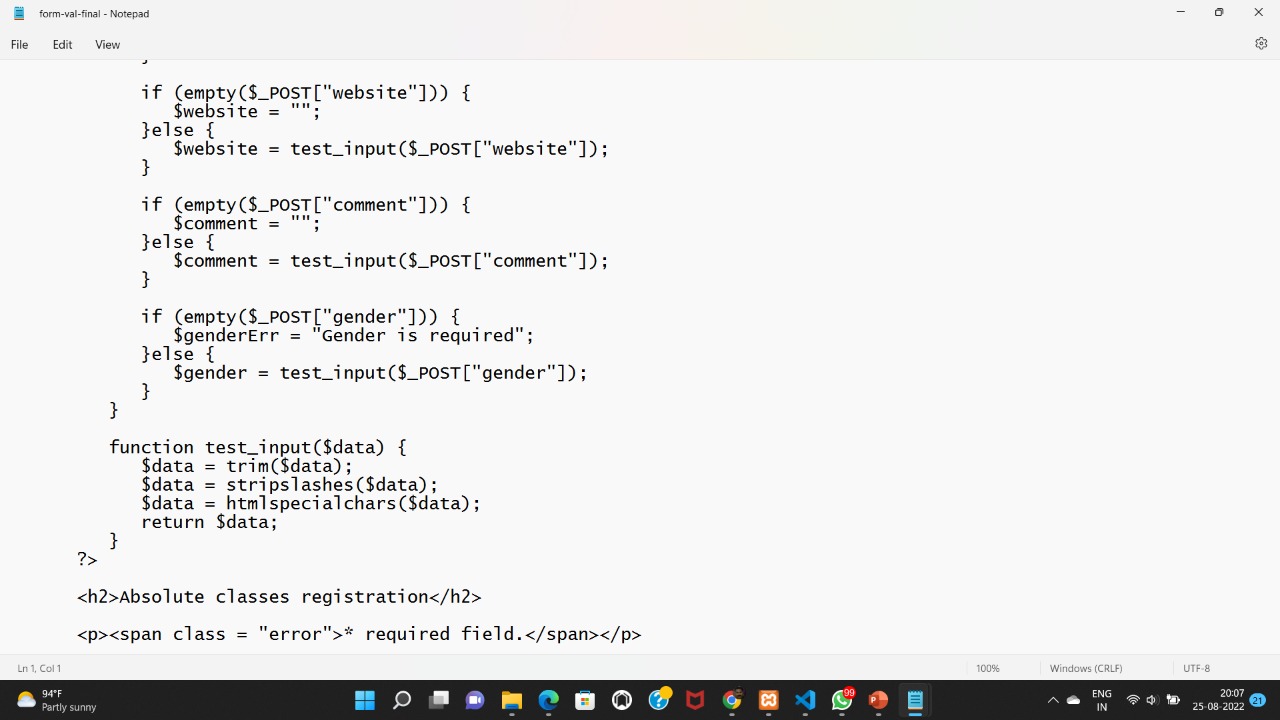 form-val-final - Notepad
File Edit View
}
if (empty($_POST["website"])) {
$website = "";
}else {
$website = test_input($_POST["website"]);
}
if (empty($_POST["comment"])) {
$comment = "";
}else {
$comment = test_input($_POST["comment"]);
}
if (empty($_POST["gender"])) {
$genderErr = "Gender is required";
}else {
$gender = test_input($_POST["gender"]);
}
}
function test_input($data) {
$data = trim($data);
$data = stripslashes($data);
$data = htmlspecialchars($data);
return $data;
}
?>
<h2>Absolute classes registration</h2>
<p><span class = "error">* required field.</span></p>
Ln 1, Col 1 100% Windows (CRLF) UTF-8
94°F
Partly sunny
99
ENG
IN
20:07
25-08-2022
21